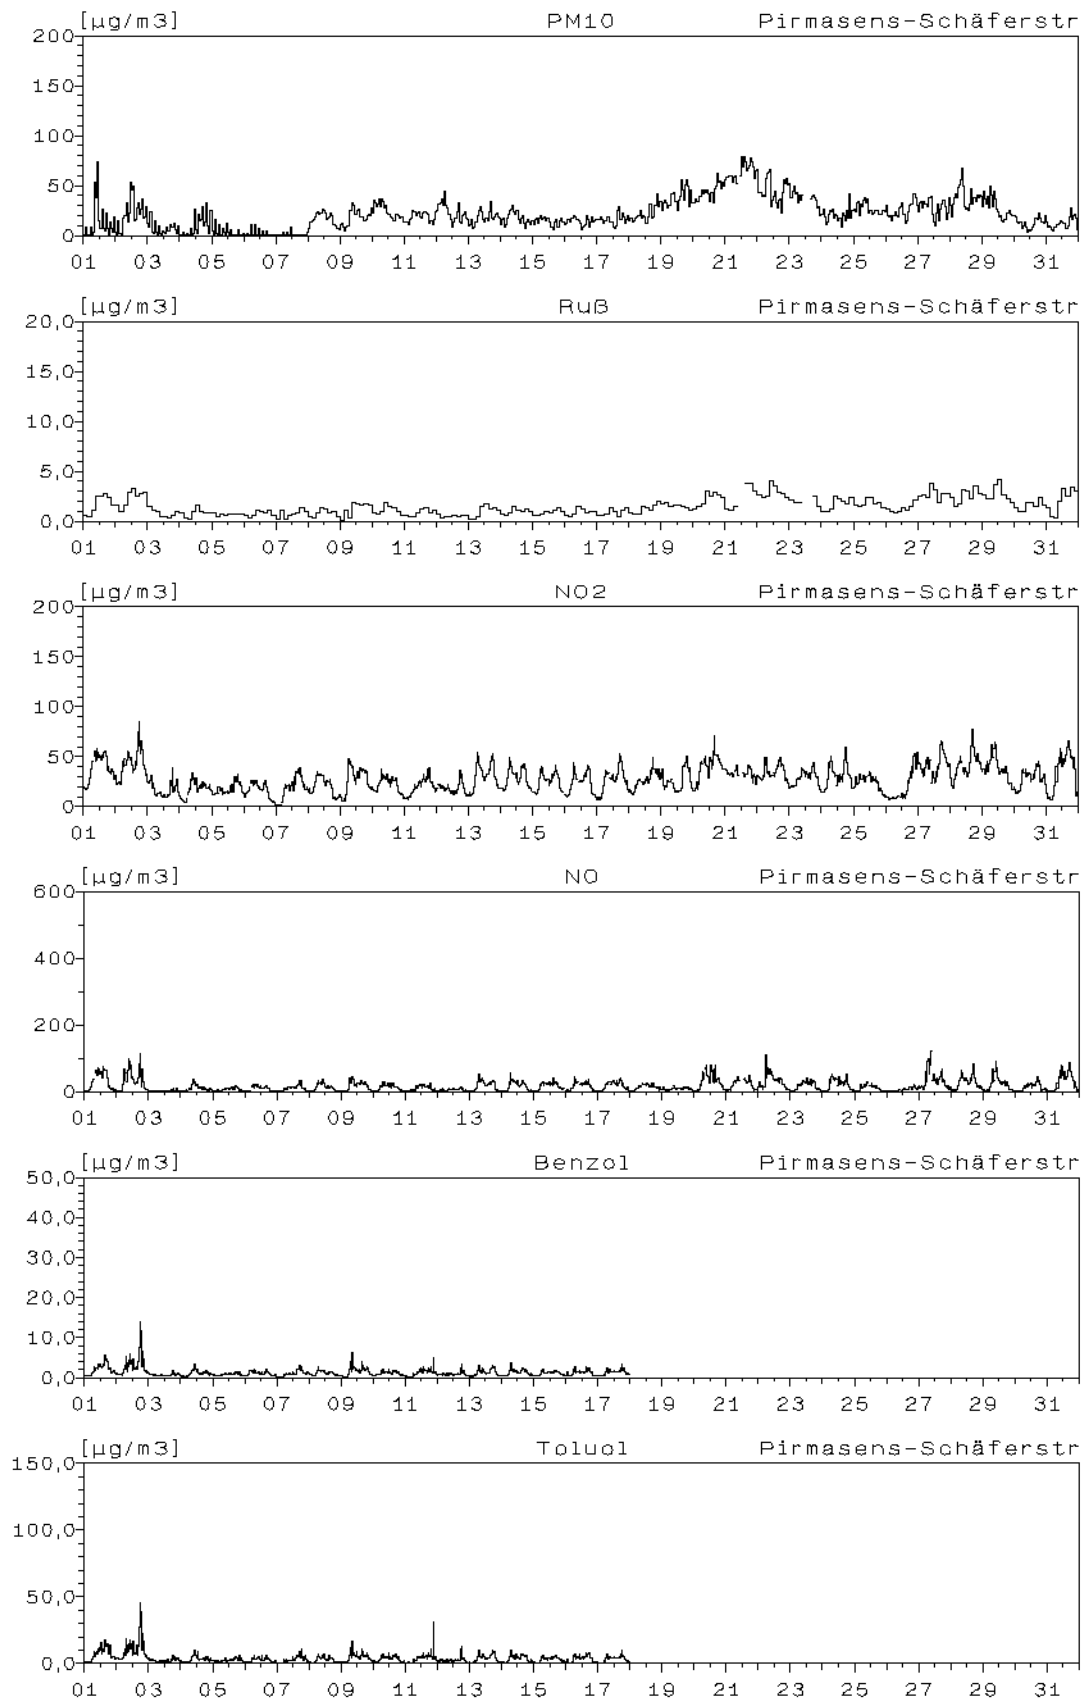 [µg/m3] PM10 Pirmasens-Schäferstr
200
150
100
50
0
01 03 05 07 09 11 13 15 17 19 21 23 25 27 29 31
[µg/m3] Ruß Pirmasens-Schäferstr
20,0
15,0
10,0
5,0
0,0
01 03 05 07 09 11 13 15 17 19 21 23 25 27 29 31
[µg/m3] NO2 Pirmasens-Schäferstr
200
150
100
50
0
01 03 05 07 09 11 13 15 17 19 21 23 25 27 29 31
[µg/m3] NO Pirmasens-Schäferstr
600
400
200
0
01 03 05 07 09 11 13 15 17 19 21 23 25 27 29 31
[µg/m3] Benzol Pirmasens-Schäferstr
50,0
40,0
30,0
20,0
10,0
0,0
01 03 05 07 09 11 13 15 17 19 21 23 25 27 29 31
[µg/m3] Toluol Pirmasens-Schäferstr
150,0
100,0
50,0
0,0
01 03 05 07 09 11 13 15 17 19 21 23 25 27 29 31